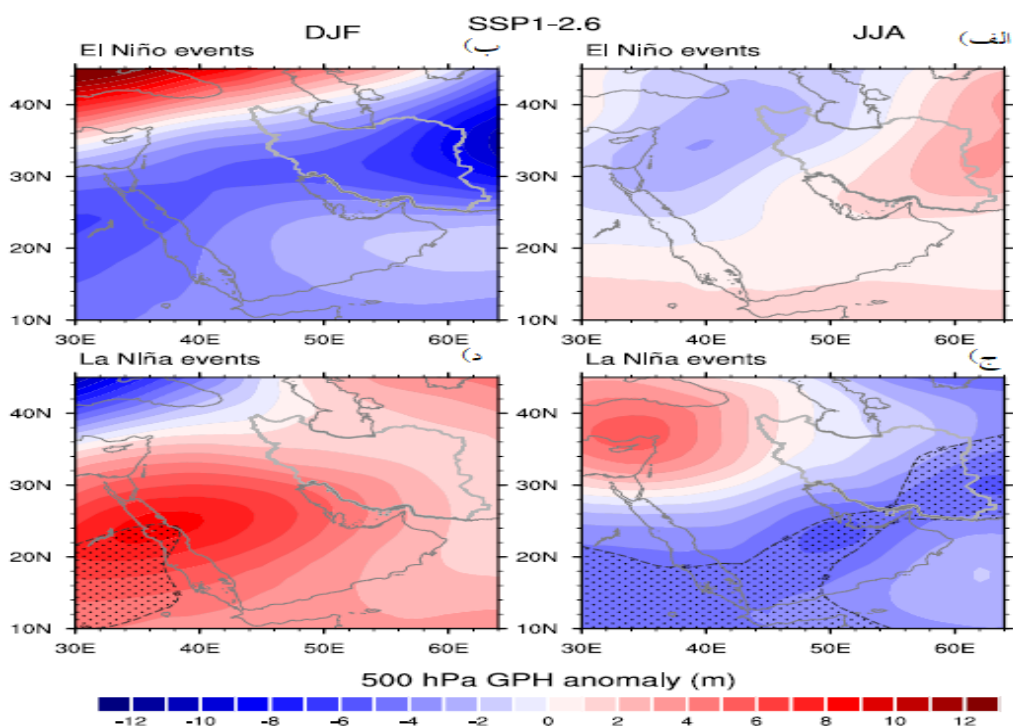 SSP1-2.6
DJF
JJA
El Niño events
ب)
El Niño events
الف)
40N
30N
20N
10N
30E
40E
50E
60E
40N
30N
20N
10N
30E
40E
50E
60E
La NIña events
د)
La NIña events
ج)
40N
30N
20N
10N
30E
40E
50E
60E
40N
30N
20N
10N
30E
40E
50E
60E
500 hPa GPH anomaly (m)
-12 -10 -8 -6 -4 -2 0 2 4 6 8 10 12